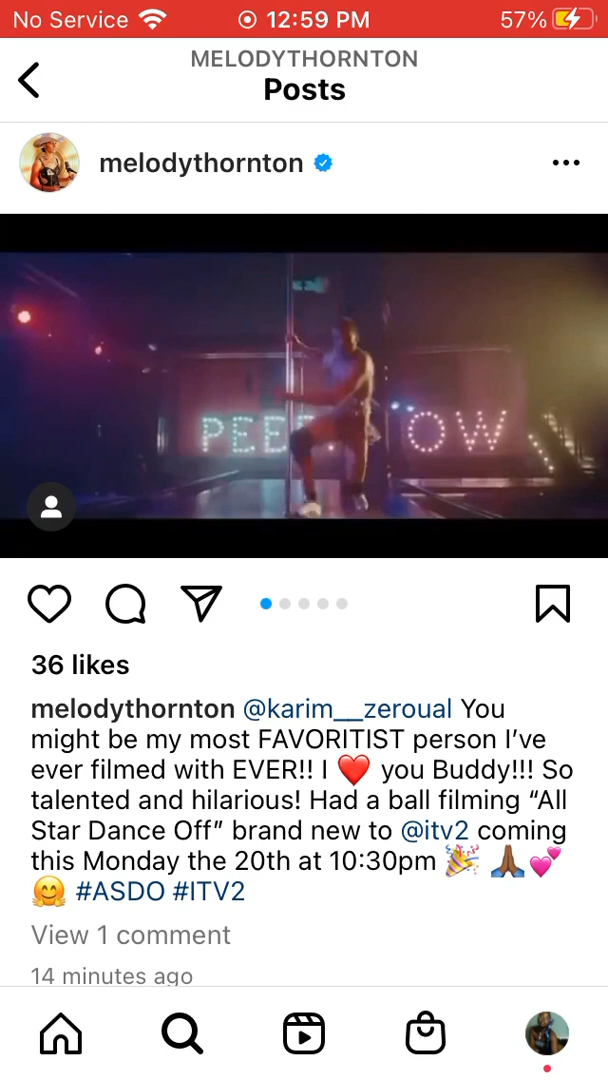 No Service 12:59 PM 57%
MELODYTHORNTON
Posts
melodythornton
PEE OW
36 likes
melodythornton @karim__zeroual You
might be my most FAVORITIST person I’ve
ever filmed with EVER!! I ❤️ you Buddy!!! So
talented and hilarious! Had a ball filming “All
Star Dance Off” brand new to @itv2 coming
this Monday the 20th at 10:30pm 🎉 🙏🏾 💕
🤗 #ASDO #ITV2
View 1 comment
14 minutes ago